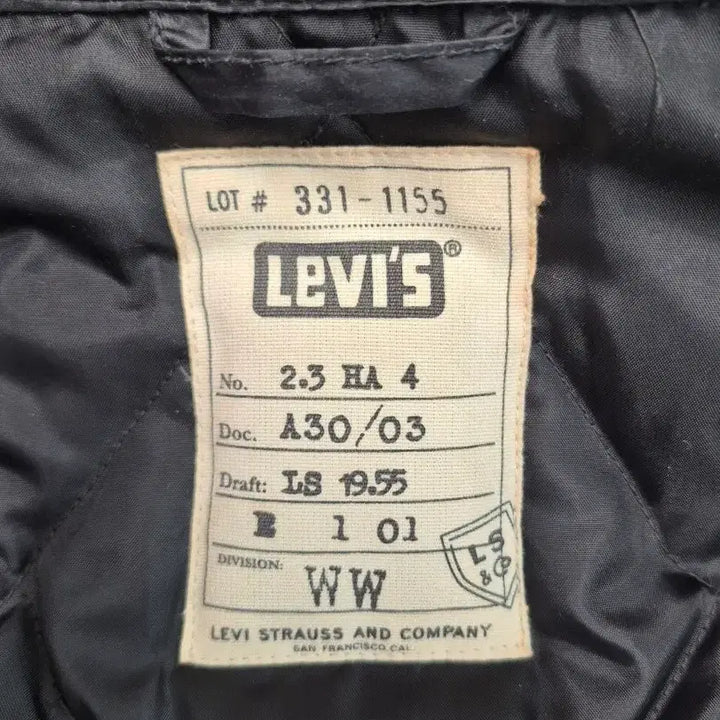 LOT # 331-1155
LEVI'S®
No. 2.3 HA 4
Doc. A30/03
Draft: LS 19.55
E 1 01
LS
& Co
DIVISION: WW
LEVI STRAUSS AND COMPANY
SAN FRANCISCO CAL